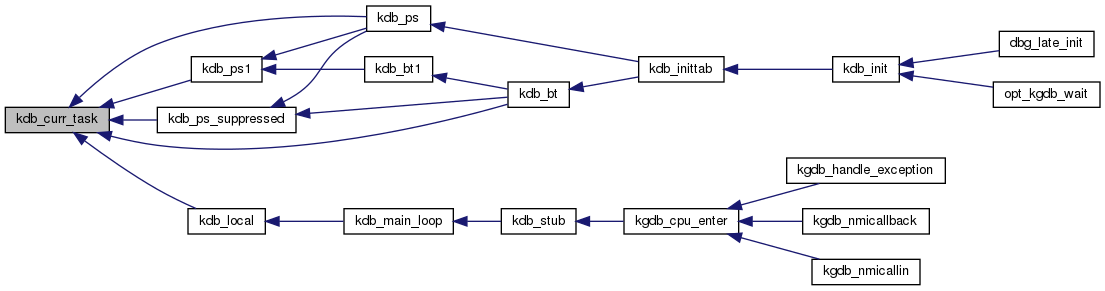 kdb_ps
dbg_late_init
kdb_ps1
kdb_bt1
kdb_inittab
kdb_init
kdb_bt
opt_kgdb_wait
kdb_curr_task
kdb_ps_suppressed
kgdb_handle_exception
kdb_local
kdb_main_loop
kdb_stub
kgdb_cpu_enter
kgdb_nmicallback
kgdb_nmicallin